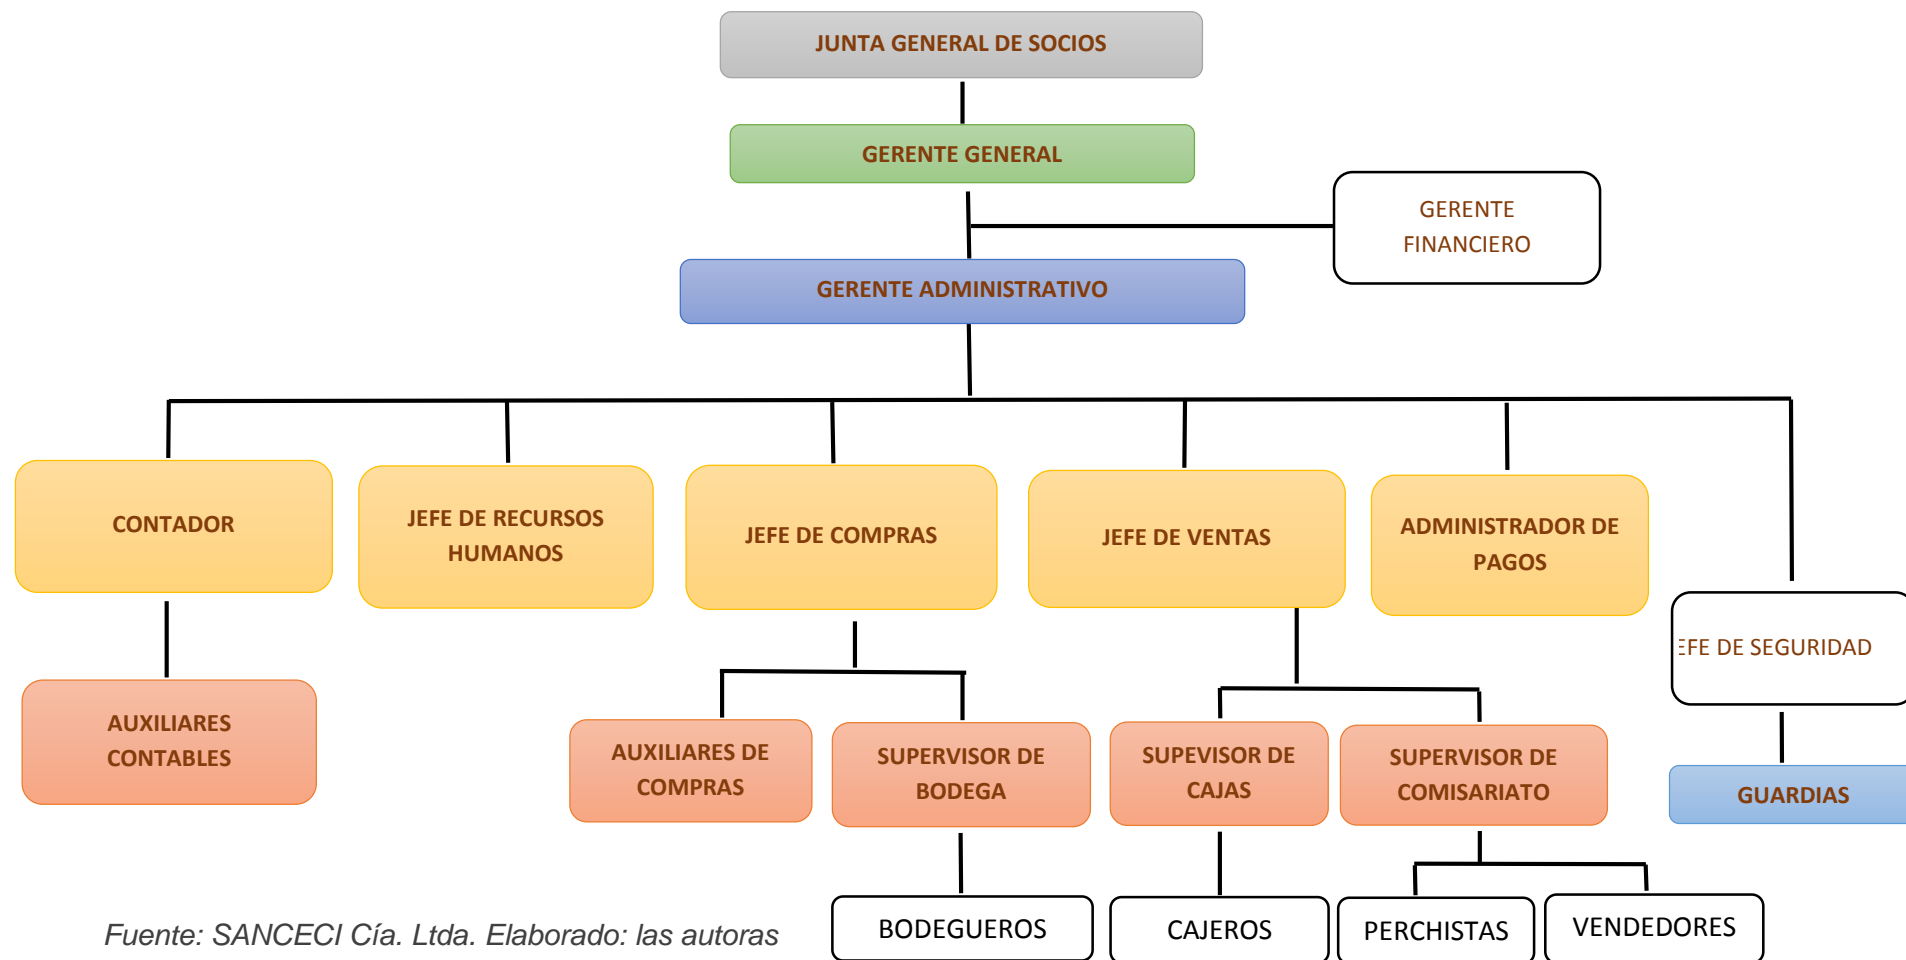 JUNTA GENERAL DE SOCIOS
GERENTE GENERAL
GERENTE
FINANCIERO
GERENTE ADMINISTRATIVO
CONTADOR
JEFE DE RECURSOS
HUMANOS
JEFE DE COMPRAS
JEFE DE VENTAS
ADMINISTRADOR DE
PAGOS
EFE DE SEGURIDAD
AUXILIARES
CONTABLES
AUXILIARES DE
COMPRAS
SUPERVISOR DE
BODEGA
SUPEVISOR DE
CAJAS
SUPERVISOR DE
COMISARIATO
GUARDIAS
BODEGUEROS
CAJEROS
PERCHISTAS
VENDEDORES
Fuente: SANCECI Cía. Ltda. Elaborado: las autoras